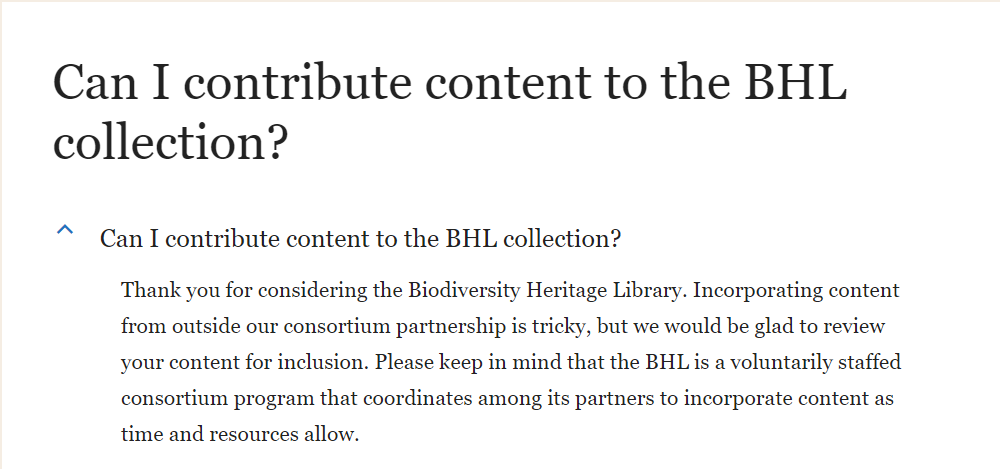 Can I contribute content to the BHL
collection?
Can I contribute content to the BHL collection?
Thank you for considering the Biodiversity Heritage Library. Incorporating content
from outside our consortium partnership is tricky, but we would be glad to review
your content for inclusion. Please keep in mind that the BHL is a voluntarily staffed
consortium program that coordinates among its partners to incorporate content as
time and resources allow.